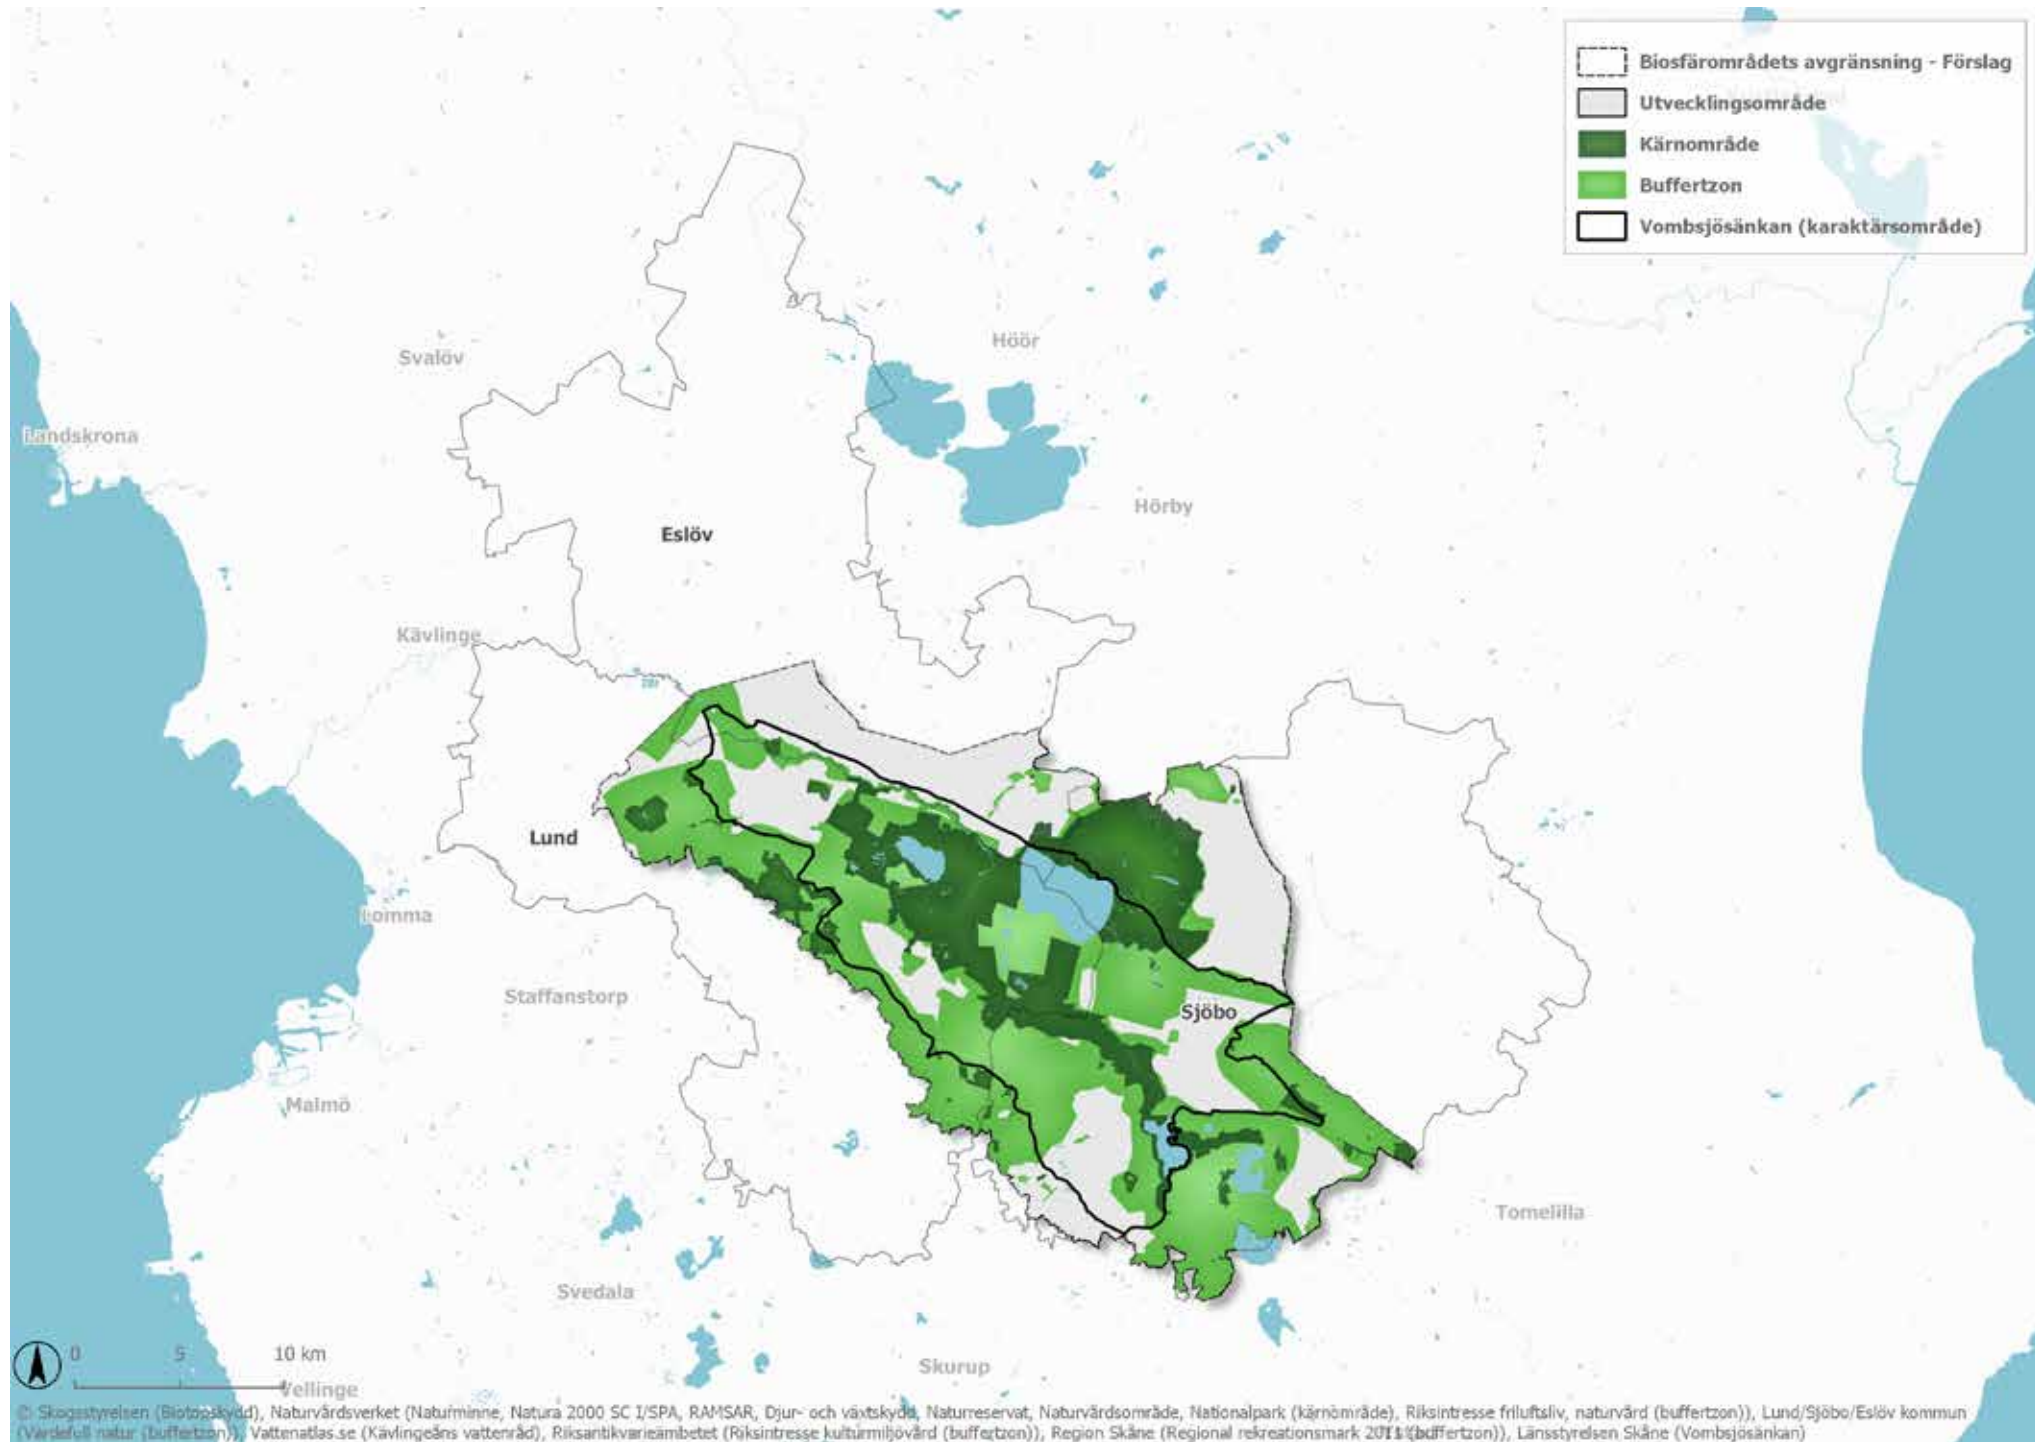 Biosfärområdets avgränsning - Förslag
Utvecklingsområde
Kärnområde
Buffertzon
Vombsjösänkan (karaktärsområde)
Höör
Svalöv
Landskrona
Hörby
Eslöv
Kävlinge
Lund
Lomma
Staffanstorp
Sjöbo
Malmö
Tomelilla
Svedala
0 5 10 km
Skurup
Vellinge
© Skogsstyrelsen (Biotopskydd), Naturvårdsverket (Naturminne, Natura 2000 SC I/SPA, RAMSAR, Djur- och växtskydd, Naturreservat, Naturvårdsområde, Nationalpark (kärnområde), Riksintresse friluftsliv, naturvård (buffertzon)), Lund/Sjöbo/Eslöv kommun
(Värdefull natur (buffertzon)), Vattenatlas.se (Kävlingeåns vattenråd), Riksantikvarieämbetet (Riksintresse kulturmiljövård (buffertzon)), Region Skåne (Regional rekreationsmark 2011 (buffertzon)), Länsstyrelsen Skåne (Vombsjösänkan)